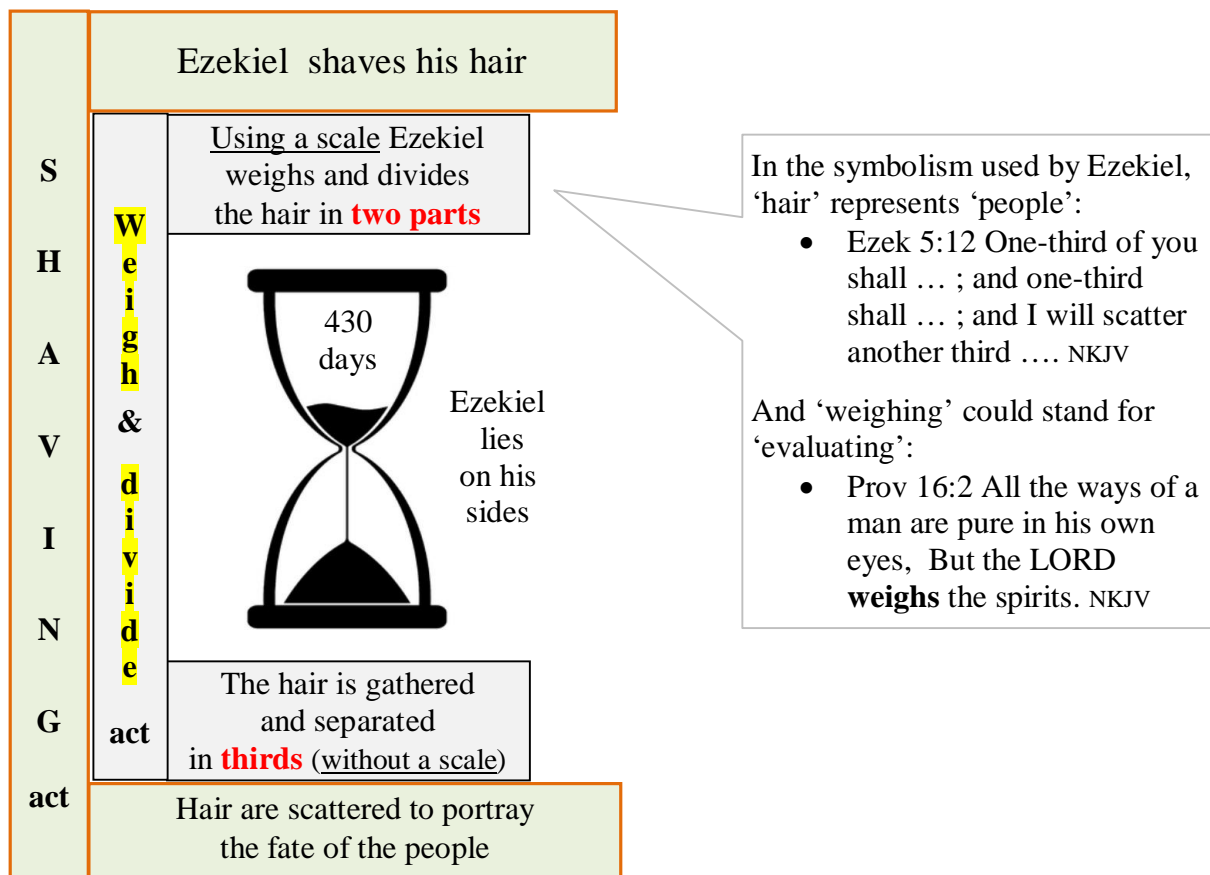 Ezekiel  shaves his hair
S
H
A
V
I
N
G
act
W
e
i
g
h
&
d
i
v
i
d
e
act
Using a scale Ezekiel
weighs and divides
the hair in two parts
430
days
Ezekiel
lies
on his
sides
The hair is gathered
and separated
in thirds (without a scale)
Hair are scattered to portray
the fate of the people
In the symbolism used by Ezekiel,
‘hair’ represents ‘people’:
• Ezek 5:12 One-third of you
shall … ; and one-third
shall … ; and I will scatter
another third …. NKJV
And ‘weighing’ could stand for
‘evaluating’:
• Prov 16:2 All the ways of a
man are pure in his own
eyes,  But the LORD
weighs the spirits. NKJV